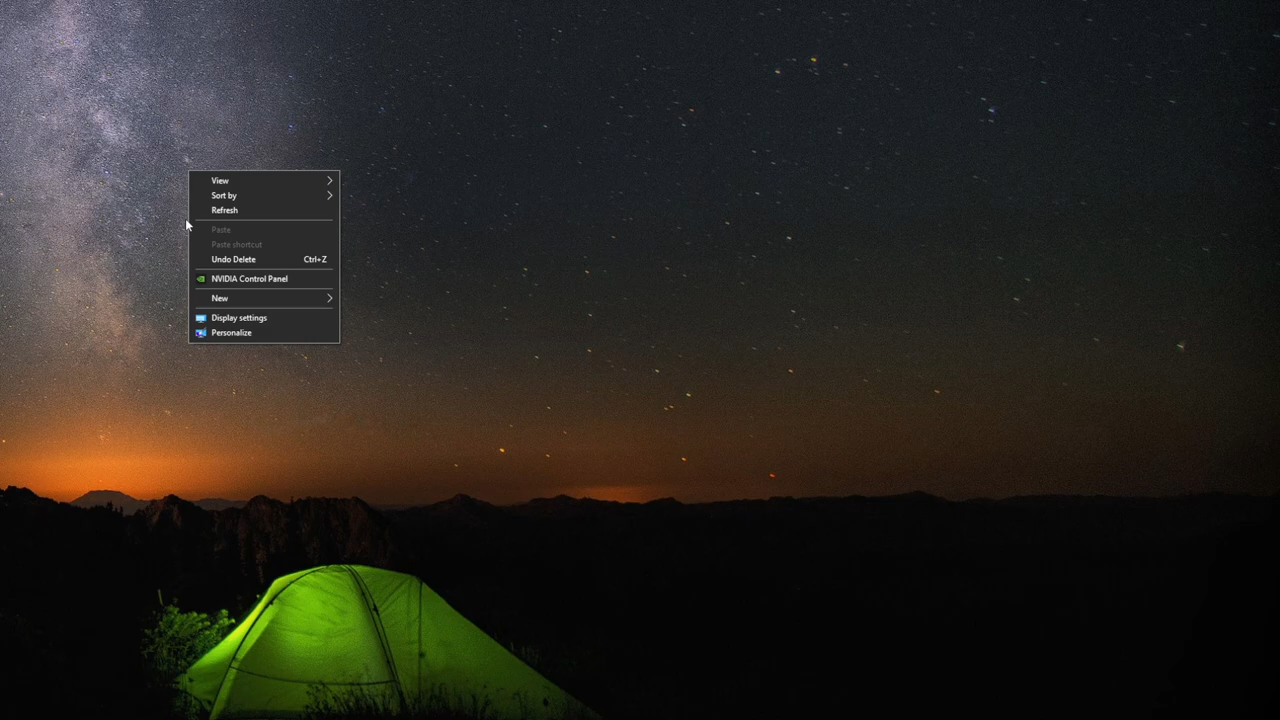 View
Sort by
Refresh
Paste
Paste shortcut
Undo Delete Ctrl+Z
NVIDIA Control Panel
New
Display settings
Personalize